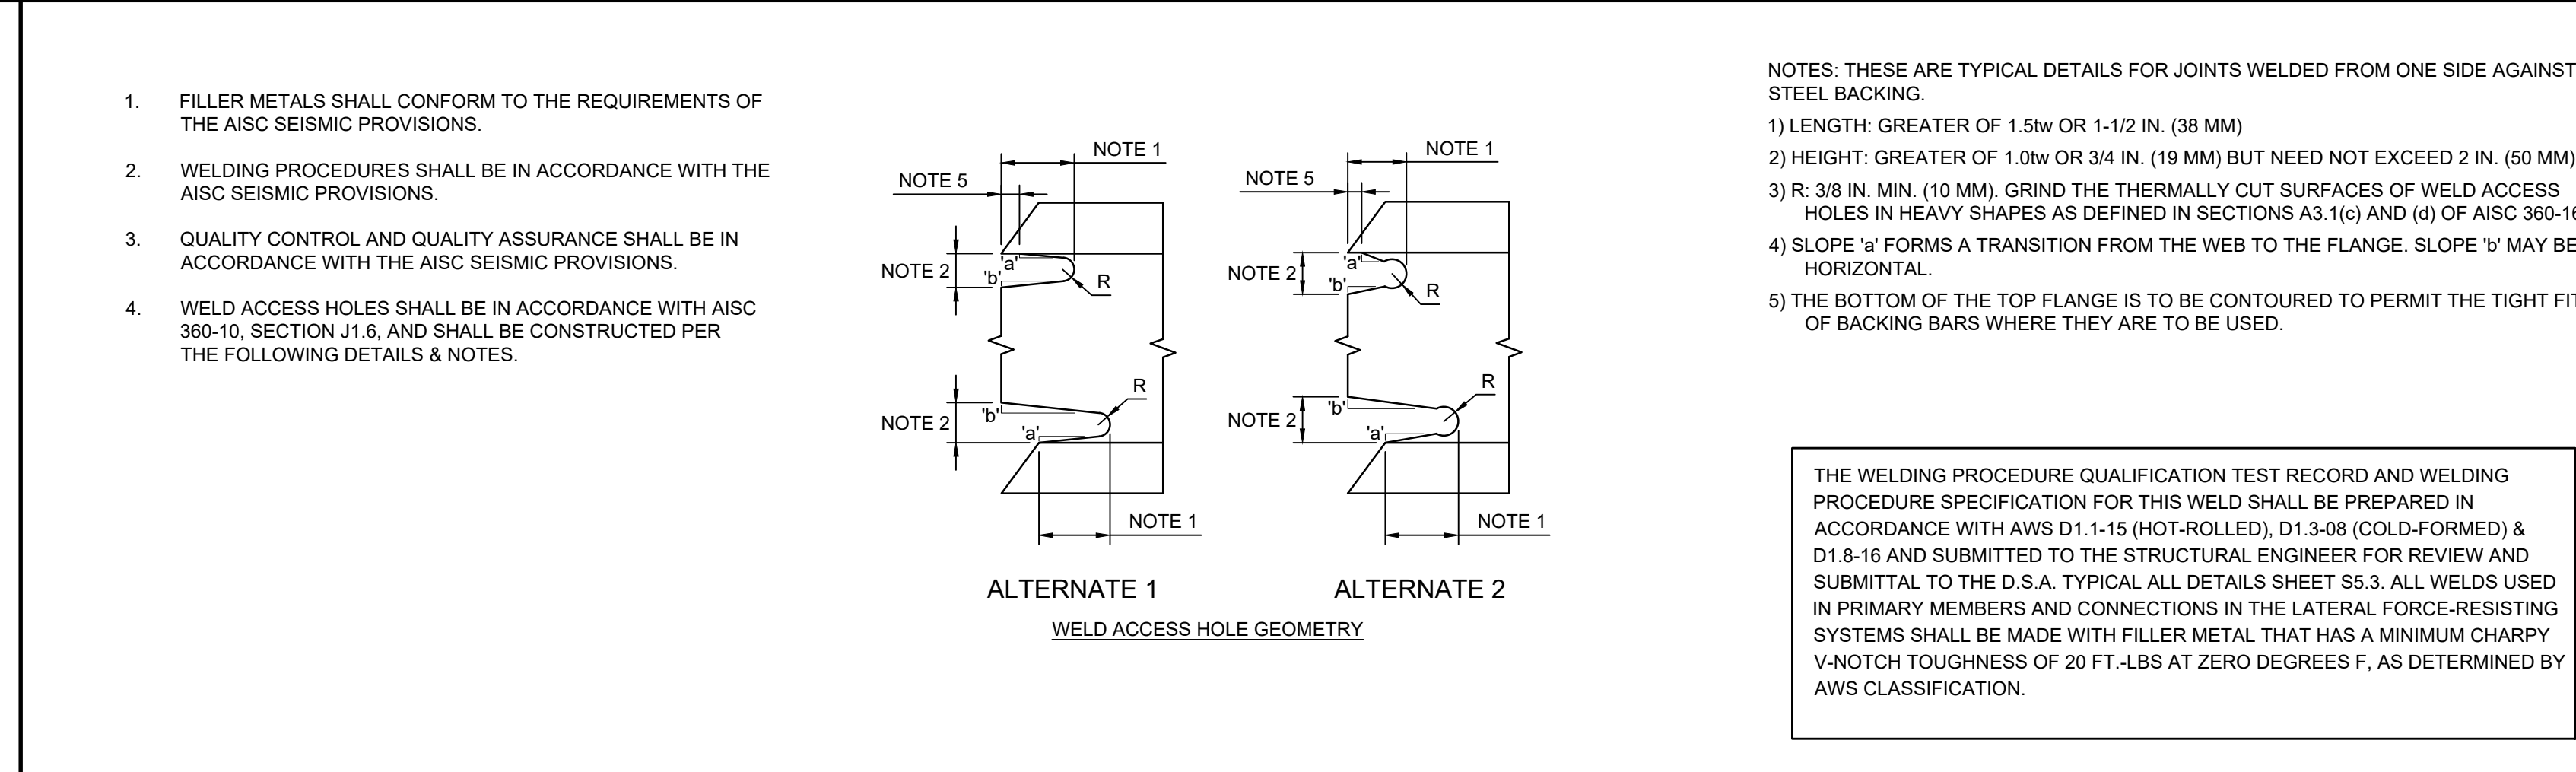 1. FILLER METALS SHALL CONFORM TO THE REQUIREMENTS OF
THE AISC SEISMIC PROVISIONS.
2. WELDING PROCEDURES SHALL BE IN ACCORDANCE WITH THE
AISC SEISMIC PROVISIONS.
3. QUALITY CONTROL AND QUALITY ASSURANCE SHALL BE IN
ACCORDANCE WITH THE AISC SEISMIC PROVISIONS.
4. WELD ACCESS HOLES SHALL BE IN ACCORDANCE WITH AISC
360-10, SECTION J1.6, AND SHALL BE CONSTRUCTED PER
THE FOLLOWING DETAILS & NOTES.
NOTE 1
NOTE 5
NOTE 2
'a'
'b'
R
R
NOTE 2
'b'
'a'
NOTE 1
ALTERNATE 1
NOTE 1
NOTE 5
NOTE 2
'a'
'b'
R
R
NOTE 2
'b'
'a'
NOTE 1
ALTERNATE 2
WELD ACCESS HOLE GEOMETRY
NOTES: THESE ARE TYPICAL DETAILS FOR JOINTS WELDED FROM ONE SIDE AGAINST
STEEL BACKING.
1) LENGTH: GREATER OF 1.5tw OR 1-1/2 IN. (38 MM)
2) HEIGHT: GREATER OF 1.0tw OR 3/4 IN. (19 MM) BUT NEED NOT EXCEED 2 IN. (50 MM)
3) R: 3/8 IN. MIN. (10 MM). GRIND THE THERMALLY CUT SURFACES OF WELD ACCESS
HOLES IN HEAVY SHAPES AS DEFINED IN SECTIONS A3.1(c) AND (d) OF AISC 360-16
4) SLOPE 'a' FORMS A TRANSITION FROM THE WEB TO THE FLANGE. SLOPE 'b' MAY BE
HORIZONTAL.
5) THE BOTTOM OF THE TOP FLANGE IS TO BE CONTOURED TO PERMIT THE TIGHT FIT
OF BACKING BARS WHERE THEY ARE TO BE USED.
THE WELDING PROCEDURE QUALIFICATION TEST RECORD AND WELDING
PROCEDURE SPECIFICATION FOR THIS WELD SHALL BE PREPARED IN
ACCORDANCE WITH AWS D1.1-15 (HOT-ROLLED), D1.3-08 (COLD-FORMED) &
D1.8-16 AND SUBMITTED TO THE STRUCTURAL ENGINEER FOR REVIEW AND
SUBMITTAL TO THE D.S.A. TYPICAL ALL DETAILS SHEET S5.3. ALL WELDS USED
IN PRIMARY MEMBERS AND CONNECTIONS IN THE LATERAL FORCE-RESISTING
SYSTEMS SHALL BE MADE WITH FILLER METAL THAT HAS A MINIMUM CHARPY
V-NOTCH TOUGHNESS OF 20 FT.-LBS AT ZERO DEGREES F, AS DETERMINED BY
AWS CLASSIFICATION.